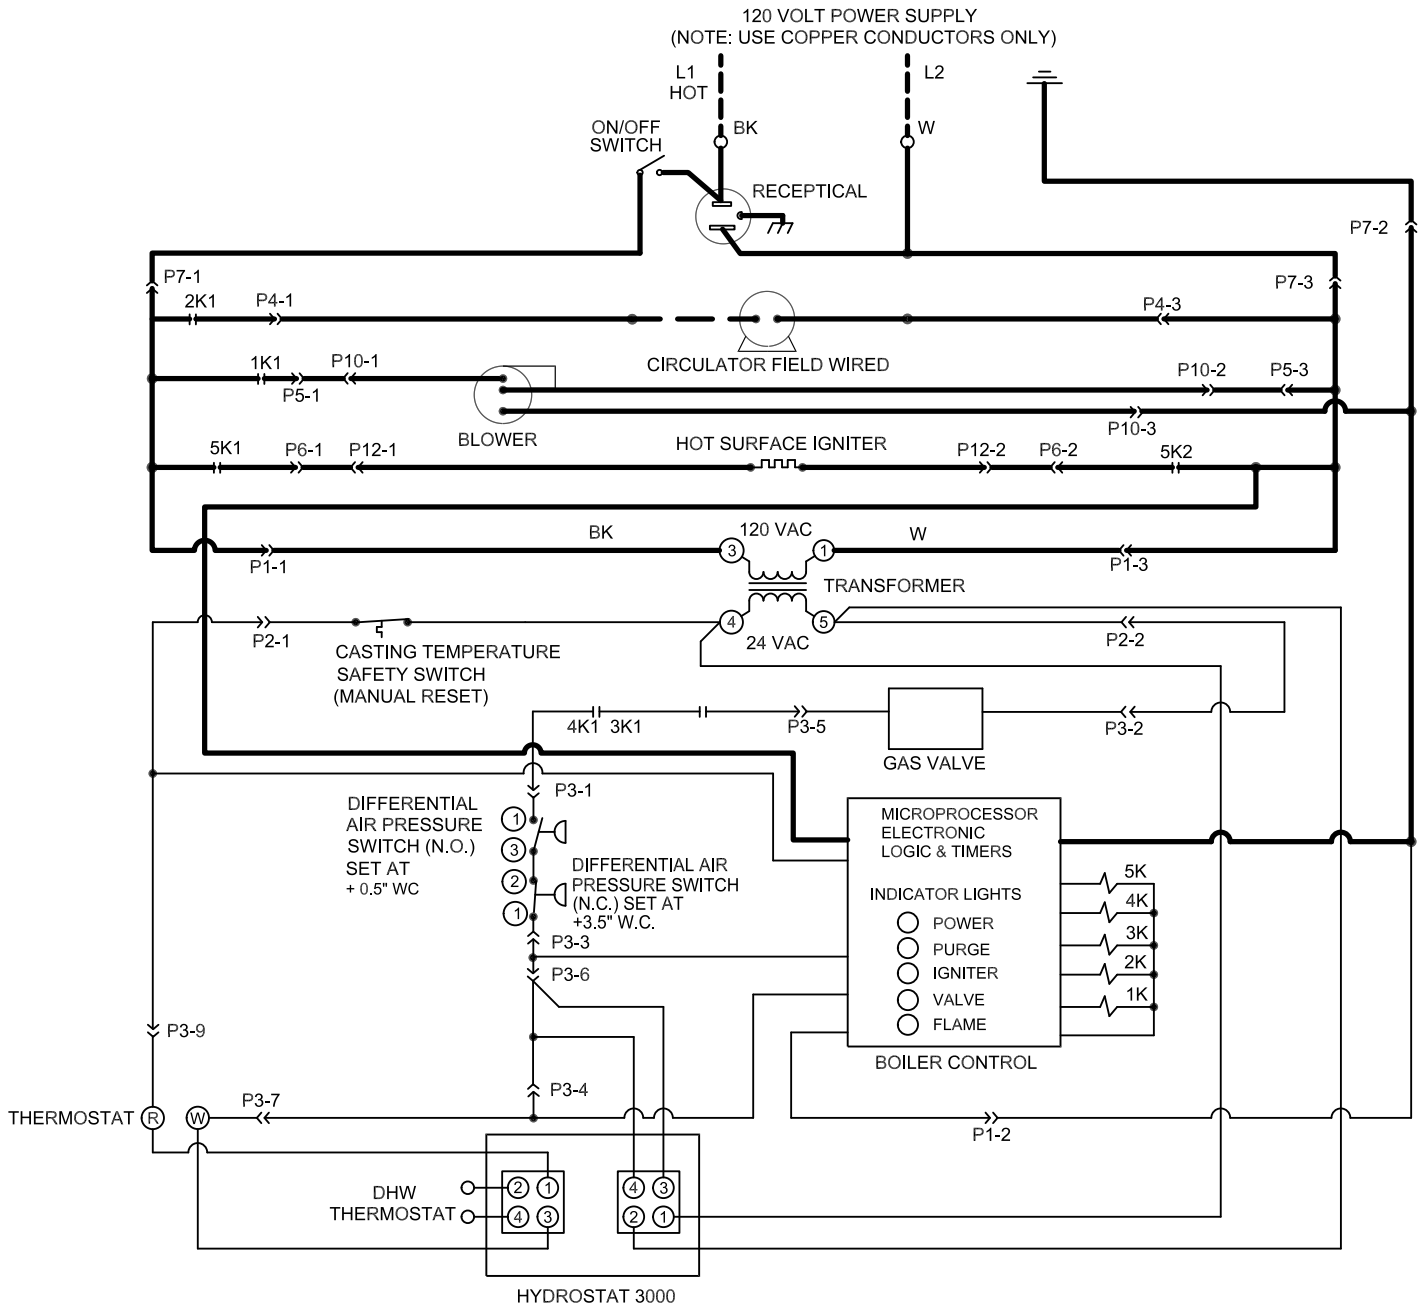 120 VOLT POWER SUPPLY
(NOTE: USE COPPER CONDUCTORS ONLY)
L1
HOT
L2
BK
W
ON/OFF
SWITCH
RECEPTICAL
P7-2
P7-1
P7-3
2K1
P4-1
P4-3
CIRCULATOR FIELD WIRED
1K1
P10-1
P5-1
P10-2
P5-3
P10-3
BLOWER
5K1
P6-1
P12-1
HOT SURFACE IGNITER
P12-2
P6-2
5K2
BK
120 VAC
W
3
1
P1-1
P1-3
TRANSFORMER
4
5
24 VAC
P2-1
P2-2
CASTING TEMPERATURE
SAFETY SWITCH
(MANUAL RESET)
4K1
3K1
P3-5
P3-2
GAS VALVE
P3-1
DIFFERENTIAL
AIR PRESSURE
SWITCH (N.O.)
SET AT
+ 0.5" WC
1
3
2
1
DIFFERENTIAL AIR
PRESSURE SWITCH
(N.C.) SET AT
+3.5" W.C.
P3-3
P3-6
MICROPROCESSOR
ELECTRONIC
LOGIC & TIMERS
INDICATOR LIGHTS
POWER
PURGE
IGNITER
VALVE
FLAME
5K
4K
3K
2K
1K
BOILER CONTROL
P3-9
P3-4
P3-7
THERMOSTAT
R
W
P1-2
DHW
THERMOSTAT
2
1
4
3
4
3
2
1
HYDROSTAT 3000